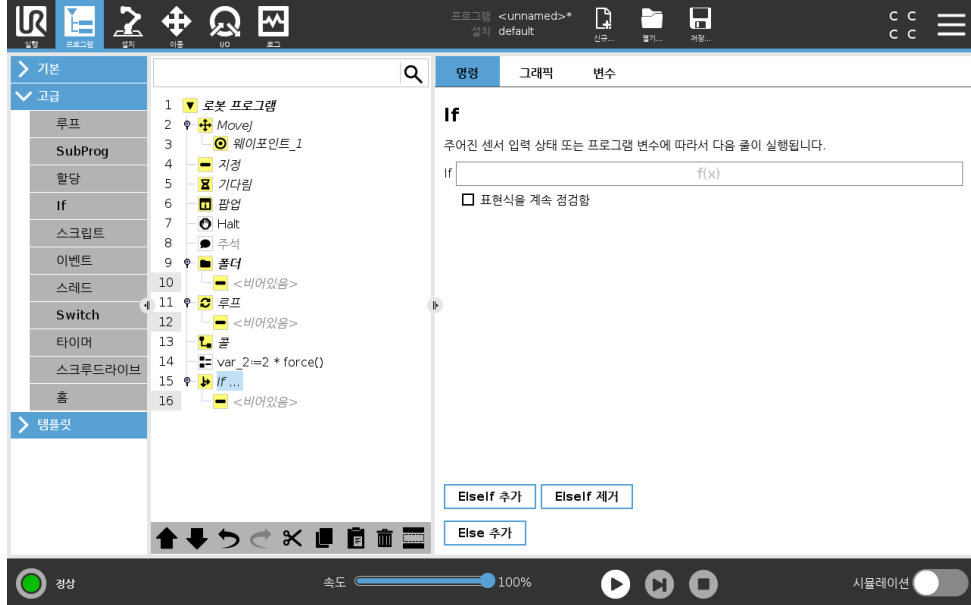 프로그램 <unnamed>*
설치 default
실행 프로그램 설치 이동 I/O 로그 신규... 열기... 저장...
C C
C C
기본
고급
루프
SubProg
할당
If
스크립트
이벤트
스레드
Switch
타이머
스크루드라이브
홈
템플릿
1 로봇 프로그램
2 MoveJ
3 웨이포인트_1
4 지정
5 기다림
6 팝업
7 Halt
8 주석
9 폴더
10 <비어있음>
11 루프
12 <비어있음>
13 콜
14 var_2:=2 * force()
15 If ...
16 <비어있음>
명령 그래픽 변수
If
주어진 센서 입력 상태 또는 프로그램 변수에 따라서 다음 줄이 실행됩니다.
If f(x)
표현식을 계속 점검함
ElseIf 추가 ElseIf 제거
Else 추가
정상 속도 100% 시뮬레이션